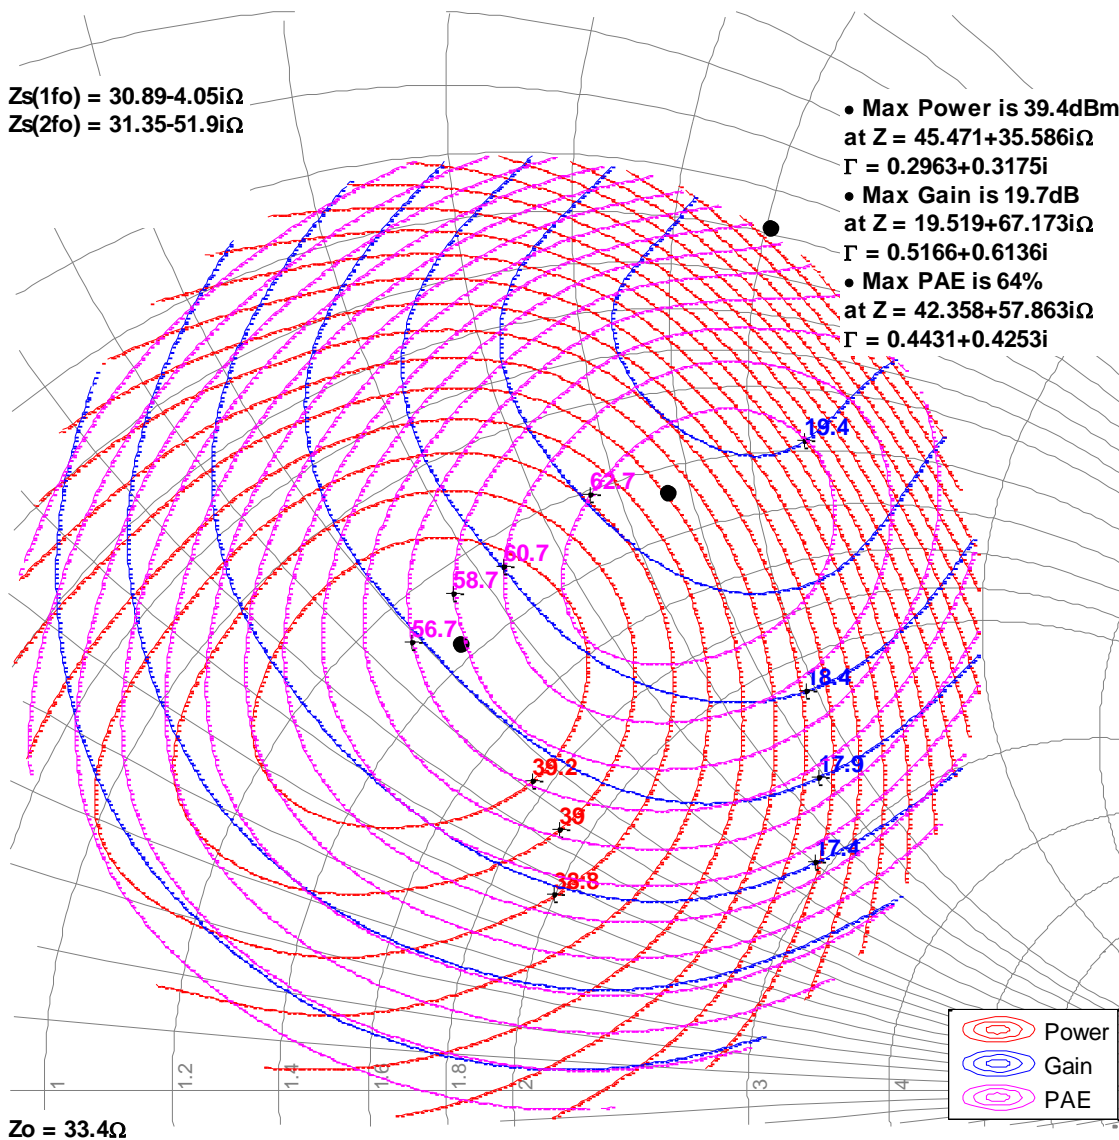 Zs(1fo) = 30.89-4.05iΩ
Zs(2fo) = 31.35-51.9iΩ
• Max Power is 39.4dBm
at Z = 45.471+35.586iΩ
Γ = 0.2963+0.3175i
• Max Gain is 19.7dB
at Z = 19.519+67.173iΩ
Γ = 0.5166+0.6136i
• Max PAE is 64%
at Z = 42.358+57.863iΩ
Γ = 0.4431+0.4253i
19.4
62.7
60.7
58.7
56.7
18.4
39.2
17.9
39
17.4
38.8
Power
Gain
PAE
1
1.2
1.4
1.6
1.8
2
3
4
Zo = 33.4Ω